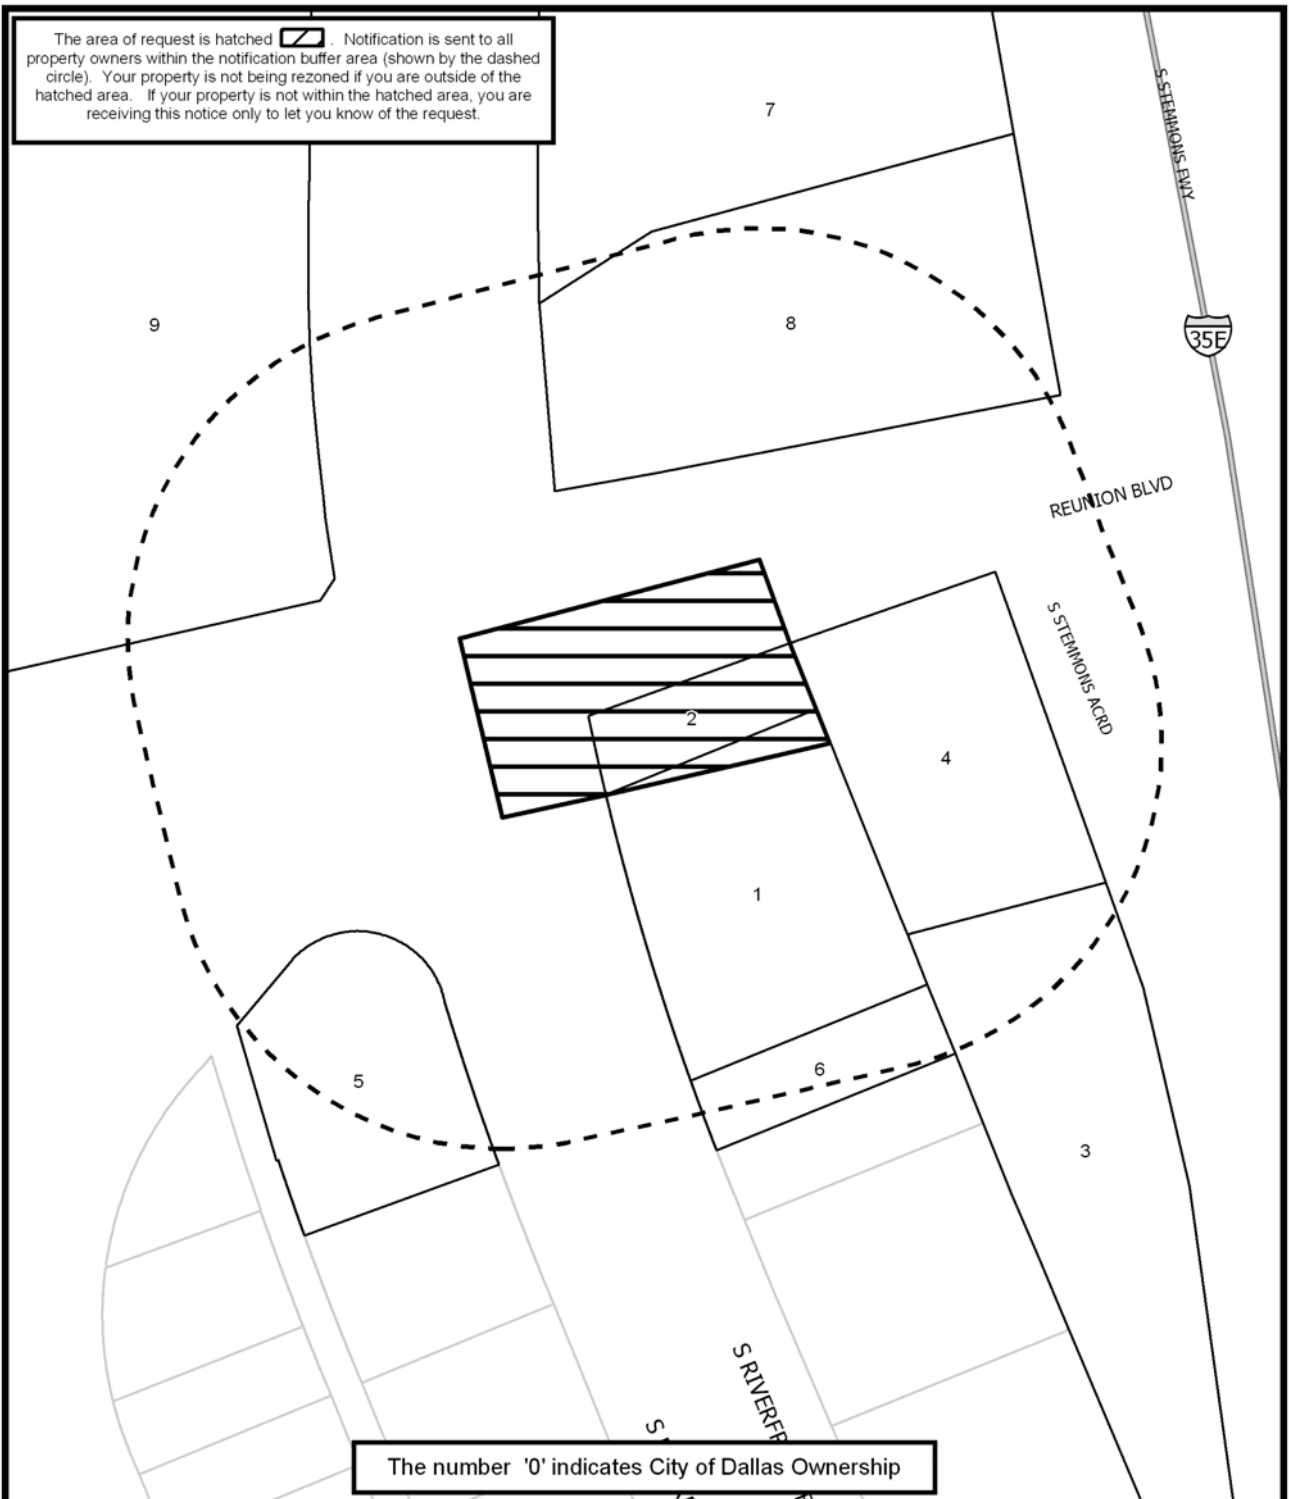 The area of request is hatched . Notification is sent to all
property owners within the notification buffer area (shown by the dashed
circle). Your property is not being rezoned if you are outside of the
hatched area. If your property is not within the hatched area, you are
receiving this notice only to let you know of the request.
7
S STEMMONS FWY
9
8
35E
REUNION BLVD
S STEMMONS ACRD
2
4
1
6
5
3
S RIVERFR
S
The number '0' indicates City of Dallas Ownership